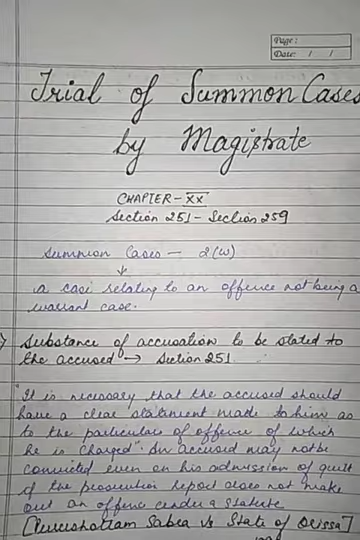 Page:
Date: / /
Trial of Summon Cases
by Magistrate
CHAPTER - XX
Section 251 - Section 259
Summon Cases — 2(w)
a case relating to an offence not being a
warrant case.
Substance of accusation to be stated to
the accused → Section 251
"It is necessary that the accused should
have a clear statement made to him as
to the particulars of offence of which
he is charged". An accused may not be
convicted even on his admission of guilt
if the prosecution report does not make
out an offence under a statute
[Purushottam Sabra Vs State of Orissa]